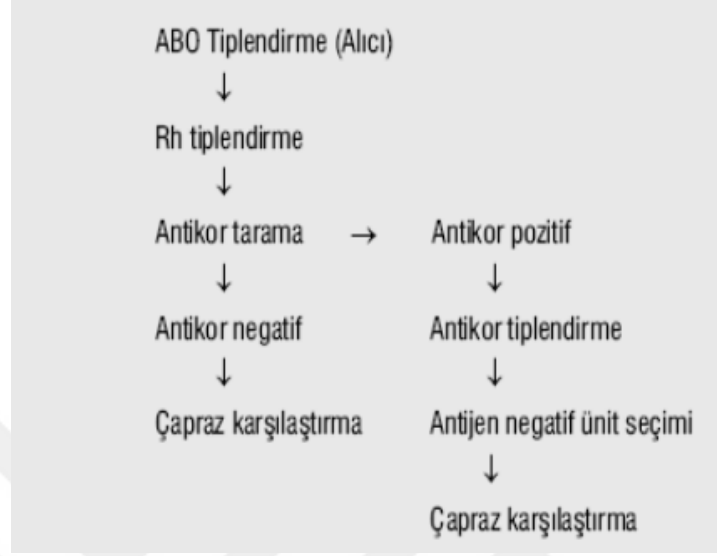 ABO Tiplendirme (Alıcı)
↓
Rh tiplendirme
↓
Antikor tarama → Antikor pozitif
↓ ↓
Antikor negatif Antikor tiplendirme
↓ ↓
Çapraz karşılaştırma Antijen negatif ünit seçimi
↓
Çapraz karşılaştırma